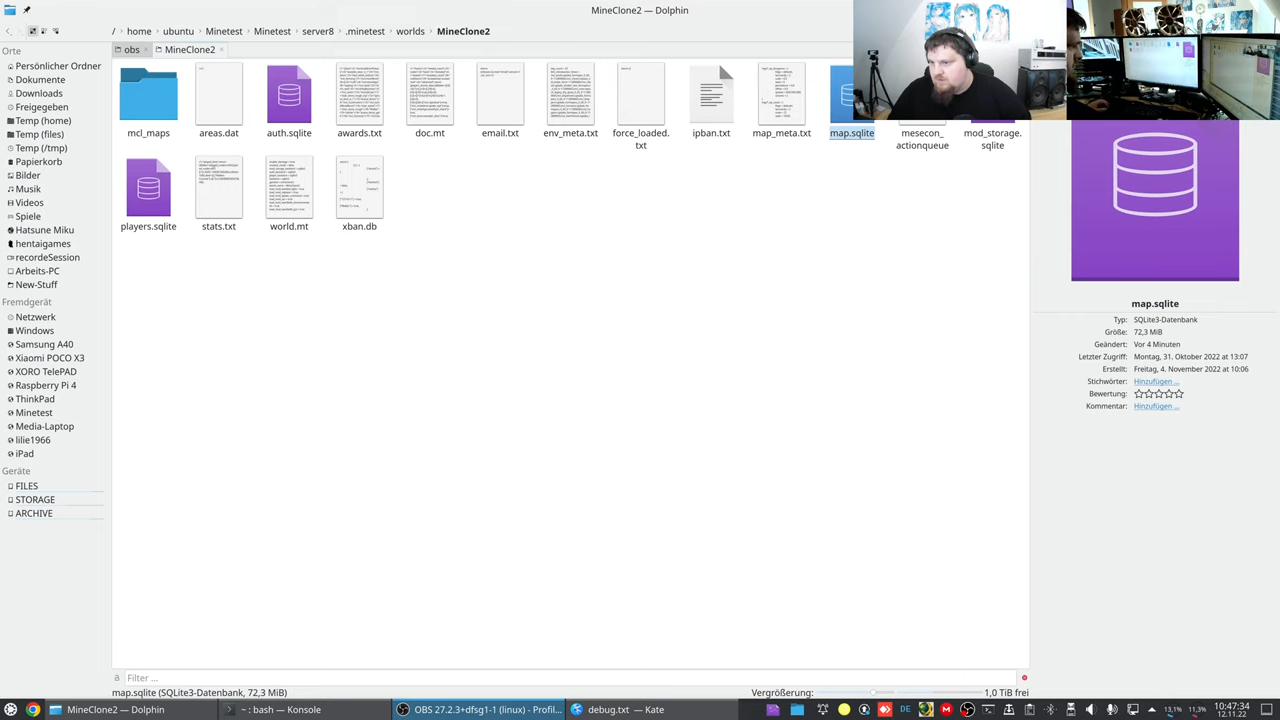 MineClone2 — Dolphin
/ home ubuntu Minetest Minetest server8 .minetest worlds MineClone2
obs
MineClone2
Orte
Persönlicher Ordner
Dokumente
Downloads
Freigegeben
Temp (home)
Temp (files)
Temp (/tmp)
Papierkorb
Bilder
Musik
Videos
Spiele
Hatsune Miku
hentaigames
recordeSession
Arbeits-PC
New-Stuff
Fremdgerät
Netzwerk
Windows
Samsung A40
Xiaomi POCO X3
XORO TelePAD
Raspberry Pi 4
ThinkPad
Minetest
Media-Laptop
lilie1966
iPad
Geräte
FILES
STORAGE
ARCHIVE
mcl_maps
areas.dat
auth.sqlite
awards.txt
doc.mt
email.txt
env_meta.txt
force_loaded.
txt
ipban.txt
map_meta.txt
map.sqlite
mesecon_
actionqueue
mod_storage.
sqlite
players.sqlite
stats.txt
world.mt
xban.db
map.sqlite
Typ: SQLite3-Datenbank
Größe: 72,3 MiB
Geändert: Vor 4 Minuten
Letzter Zugriff: Montag, 31. Oktober 2022 at 13:07
Erstellt: Freitag, 4. November 2022 at 10:06
Stichwörter: Hinzufügen ...
Bewertung:
Kommentar: Hinzufügen ...
Filter ...
map.sqlite (SQLite3-Datenbank, 72,3 MiB)
Vergrößerung:
1,0 TiB frei
MineClone2 — Dolphin
~ : bash — Konsole
OBS 27.2.3+dfsg1-1 (linux) - Profil...
debug.txt — Kate
DE
13,1%
11,3%
10:47:34
12.11.22